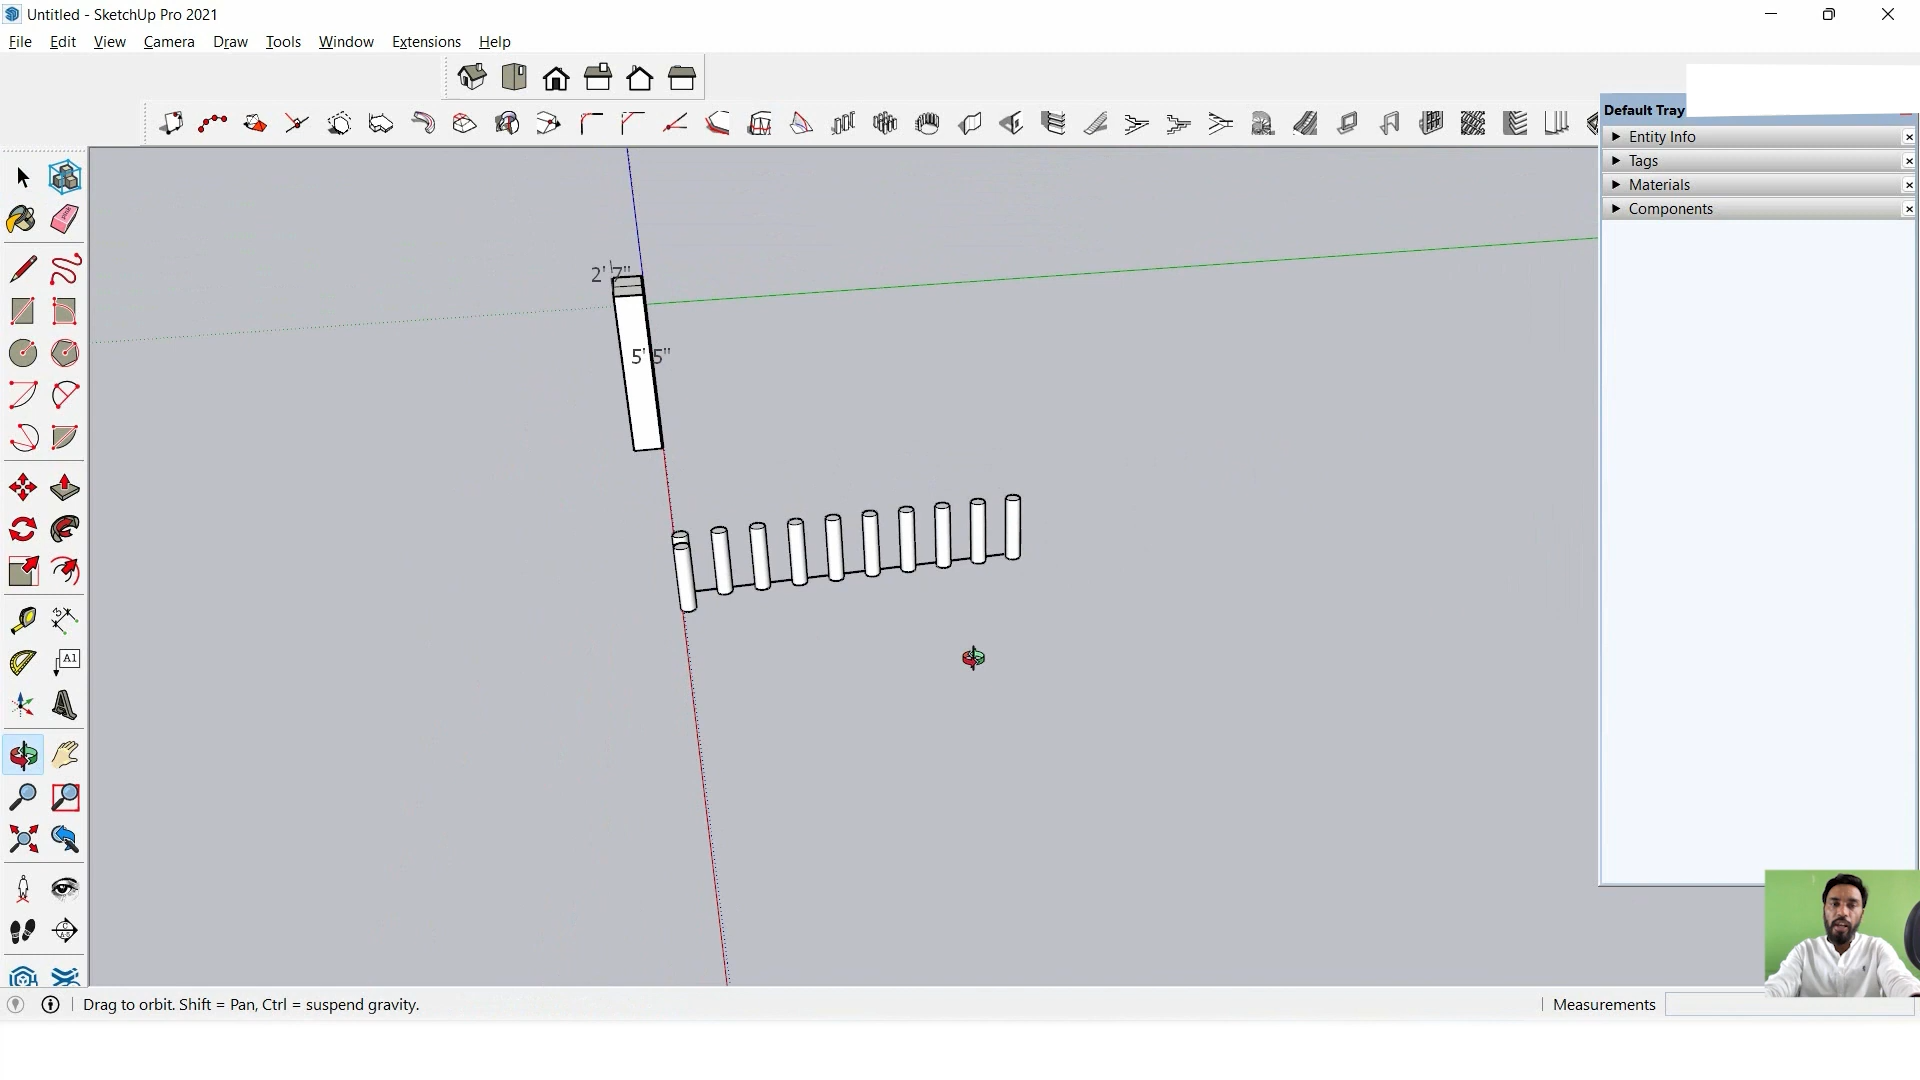 Untitled - SketchUp Pro 2021
File Edit View Camera Draw Tools Window Extensions Help
Default Tray
Entity Info
Tags
Materials
Components
2' 7"
5' 5"
A1
Drag to orbit. Shift = Pan, Ctrl = suspend gravity.
Measurements